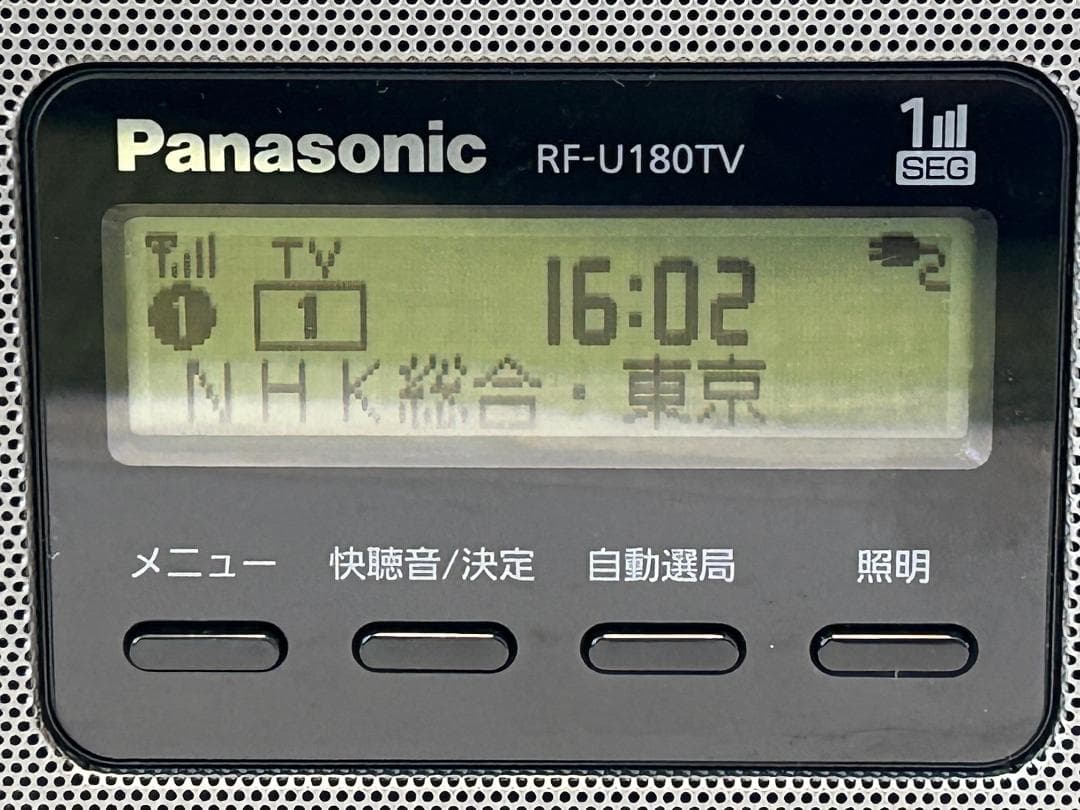 Panasonic RF-U180TV 1SEG
TV
1 1 16:02
NHK総合・東京
メニュー 快聴音/決定 自動選局 照明